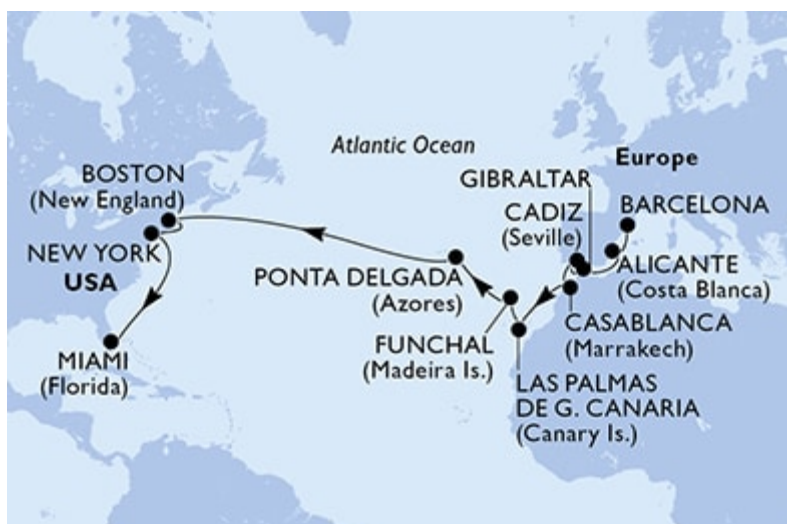 Atlantic Ocean
Europe
BOSTON
(New England)
GIBRALTAR
CADIZ
(Seville)
BARCELONA
NEW YORK
USA
PONTA DELGADA
(Azores)
ALICANTE
(Costa Blanca)
MIAMI
(Florida)
FUNCHAL
(Madeira Is.)
CASABLANCA
(Marrakech)
LAS PALMAS
DE G. CANARIA
(Canary Is.)